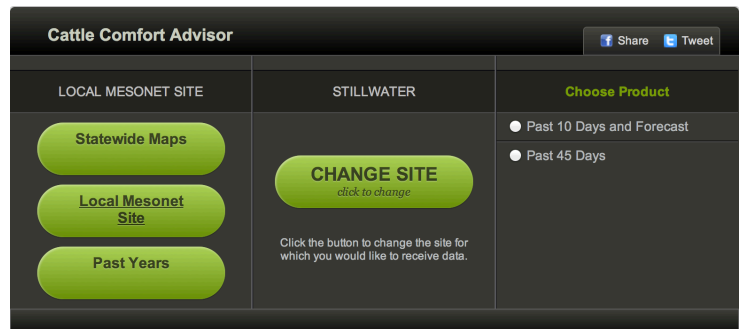 Cattle Comfort Advisor
Share Tweet
LOCAL MESONET SITE
Statewide Maps
Local Mesonet
Site
Past Years
STILLWATER
CHANGE SITE
click to change
Click the button to change the site for
which you would like to receive data.
Choose Product
Past 10 Days and Forecast
Past 45 Days